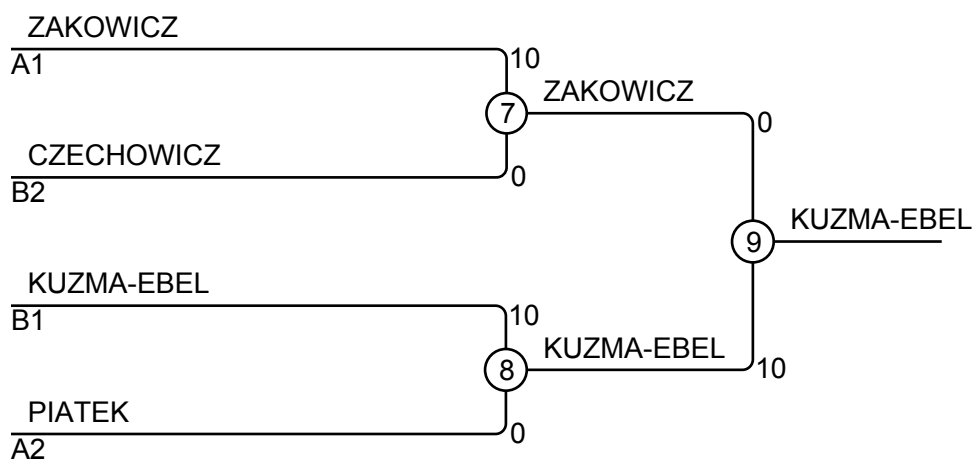 ZAKOWICZ
A1
10
7
ZAKOWICZ
0
CZECHOWICZ
B2
0
9
KUZMA-EBEL
KUZMA-EBEL
B1
10
8
KUZMA-EBEL
10
PIATEK
A2
0